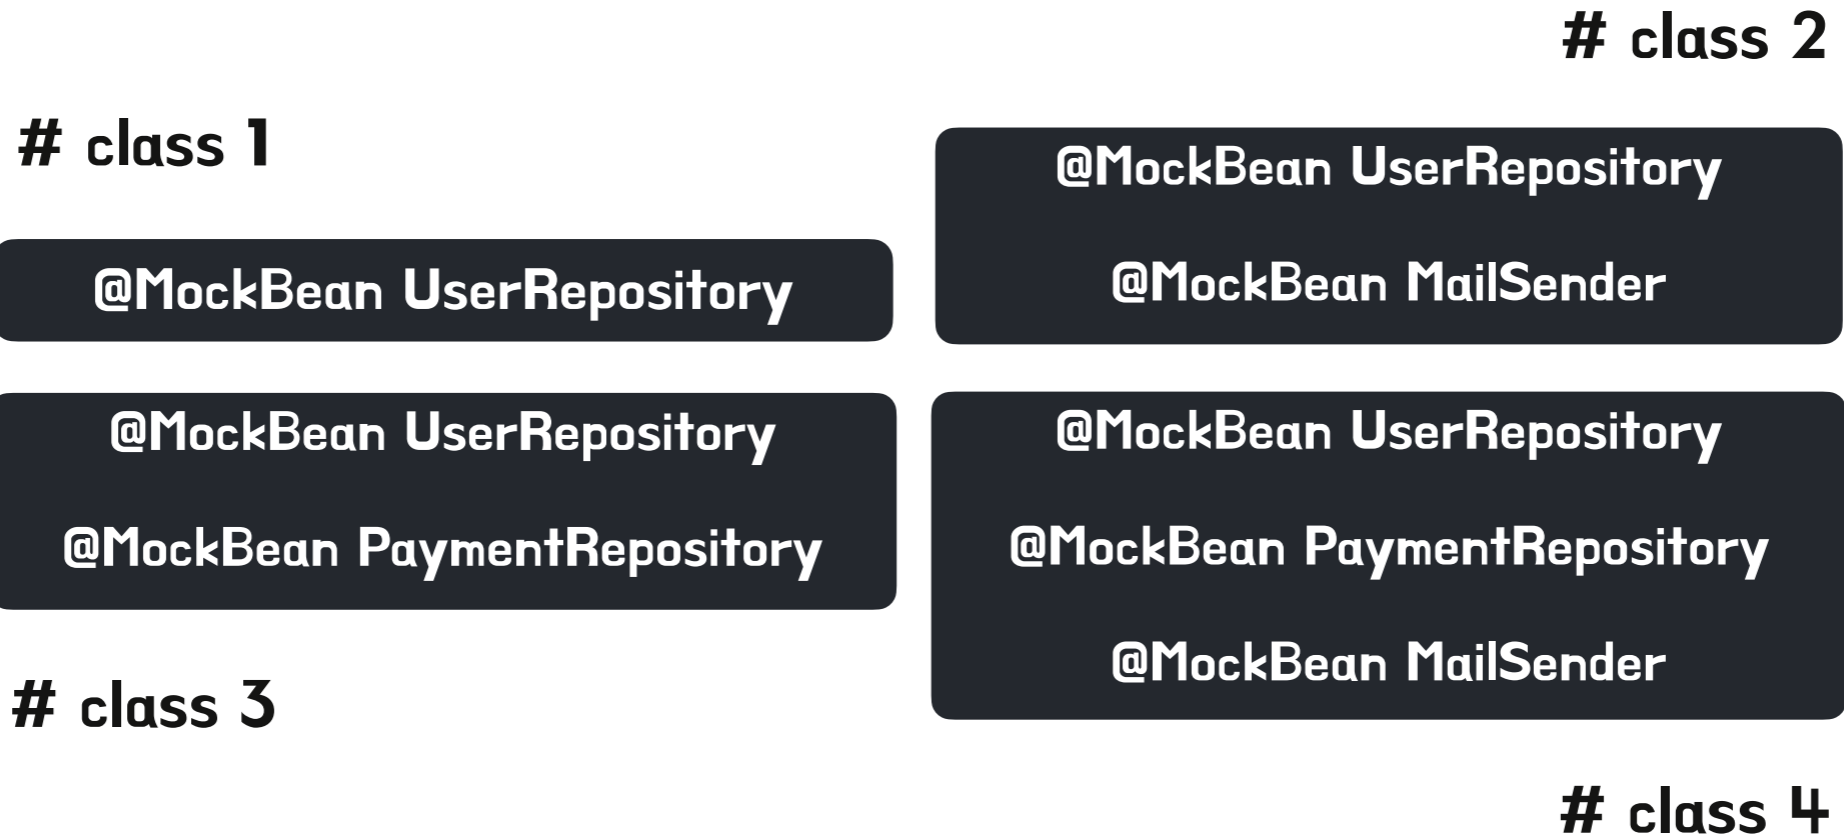 # class 1
@MockBean UserRepository
# class 2
@MockBean UserRepository
@MockBean MailSender
@MockBean UserRepository
@MockBean PaymentRepository
# class 3
@MockBean UserRepository
@MockBean PaymentRepository
@MockBean MailSender
# class 4